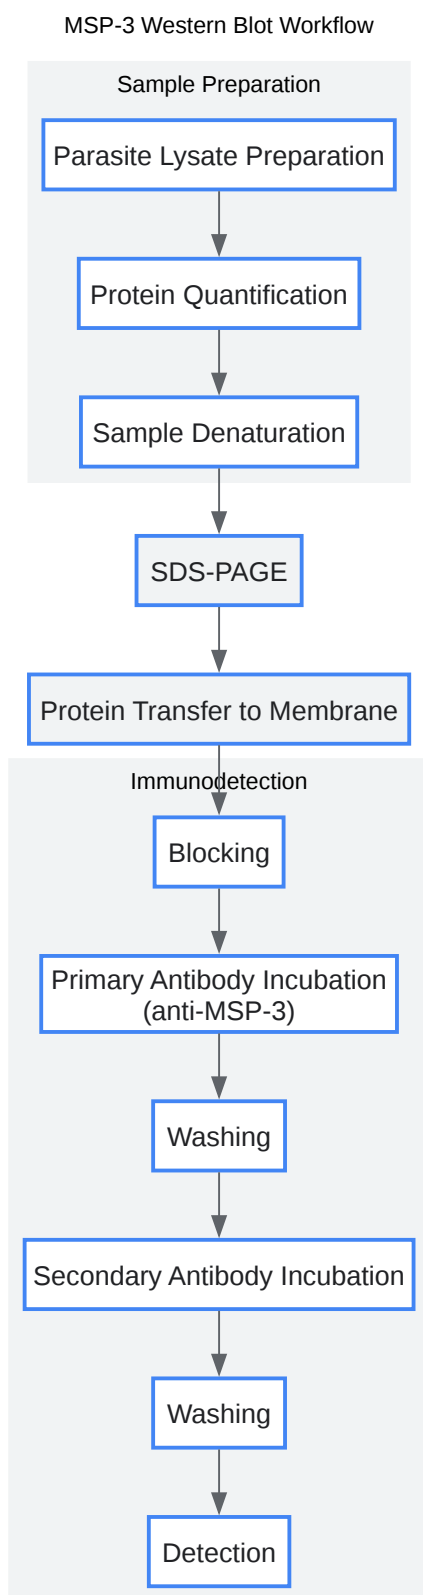 MSP-3 Western Blot Workflow
Sample Preparation
Parasite Lysate Preparation
Protein Quantification
Sample Denaturation
SDS-PAGE
Protein Transfer to Membrane
Immunodetection
Blocking
Primary Antibody Incubation
(anti-MSP-3)
Washing
Secondary Antibody Incubation
Washing
Detection